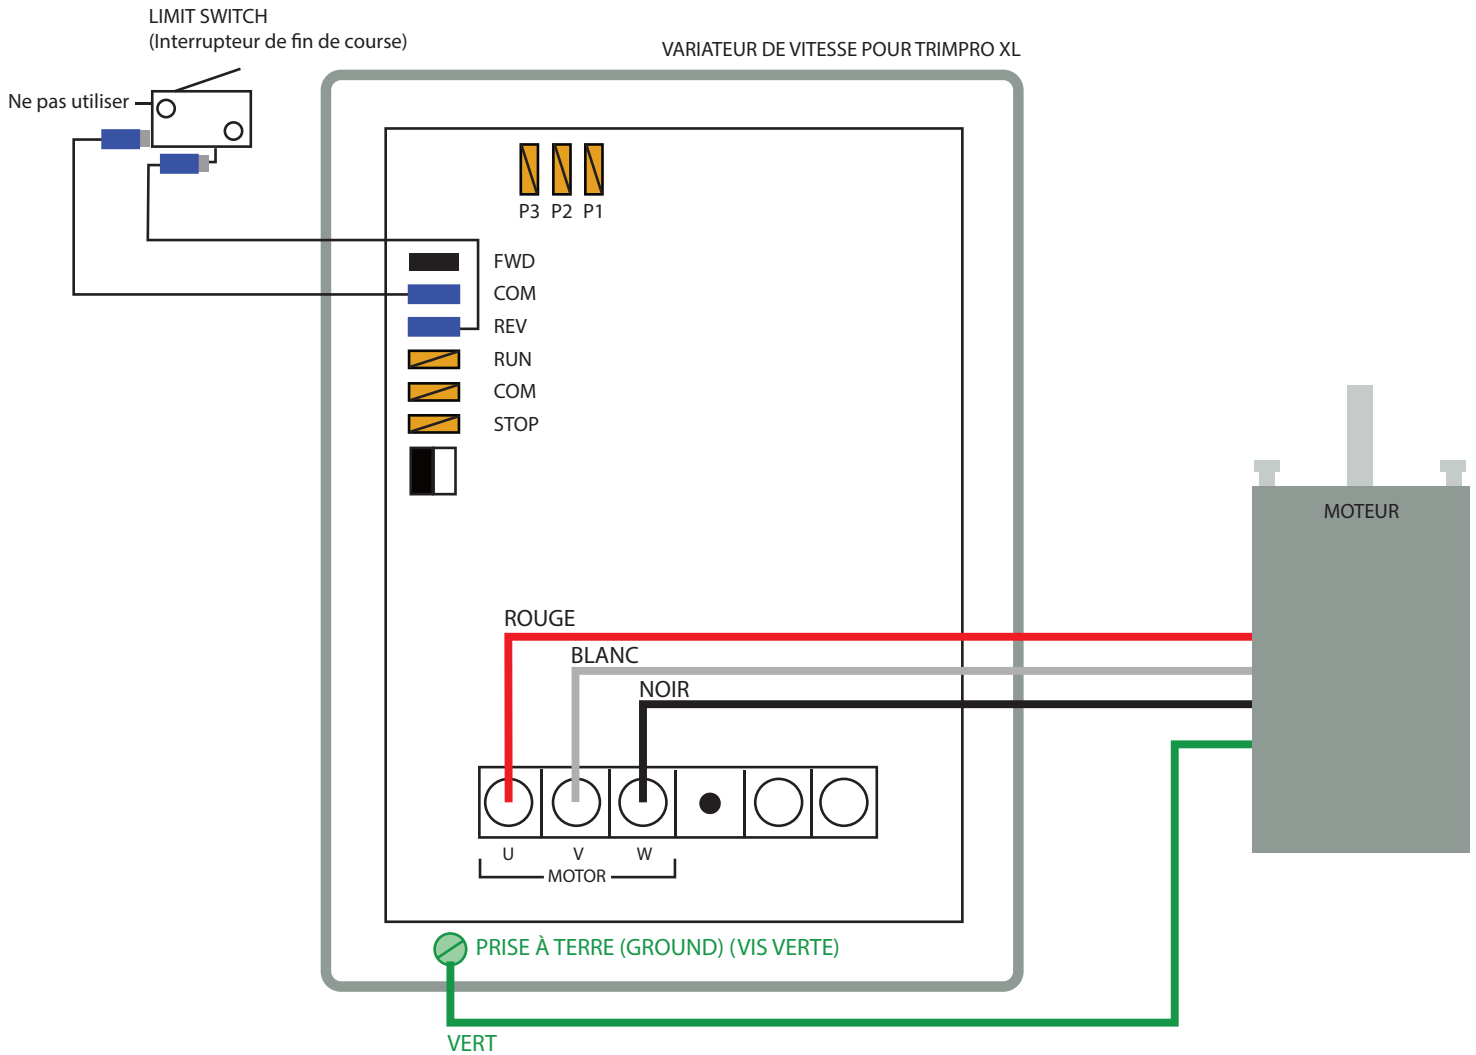 LIMIT SWITCH
(Interrupteur de fin de course)
VARIATEUR DE VITESSE POUR TRIMPRO XL
Ne pas utiliser
P3 P2 P1
FWD
COM
REV
RUN
COM
STOP
MOTEUR
ROUGE
BLANC
NOIR
U V W
MOTOR
PRISE À TERRE (GROUND) (VIS VERTE)
VERT